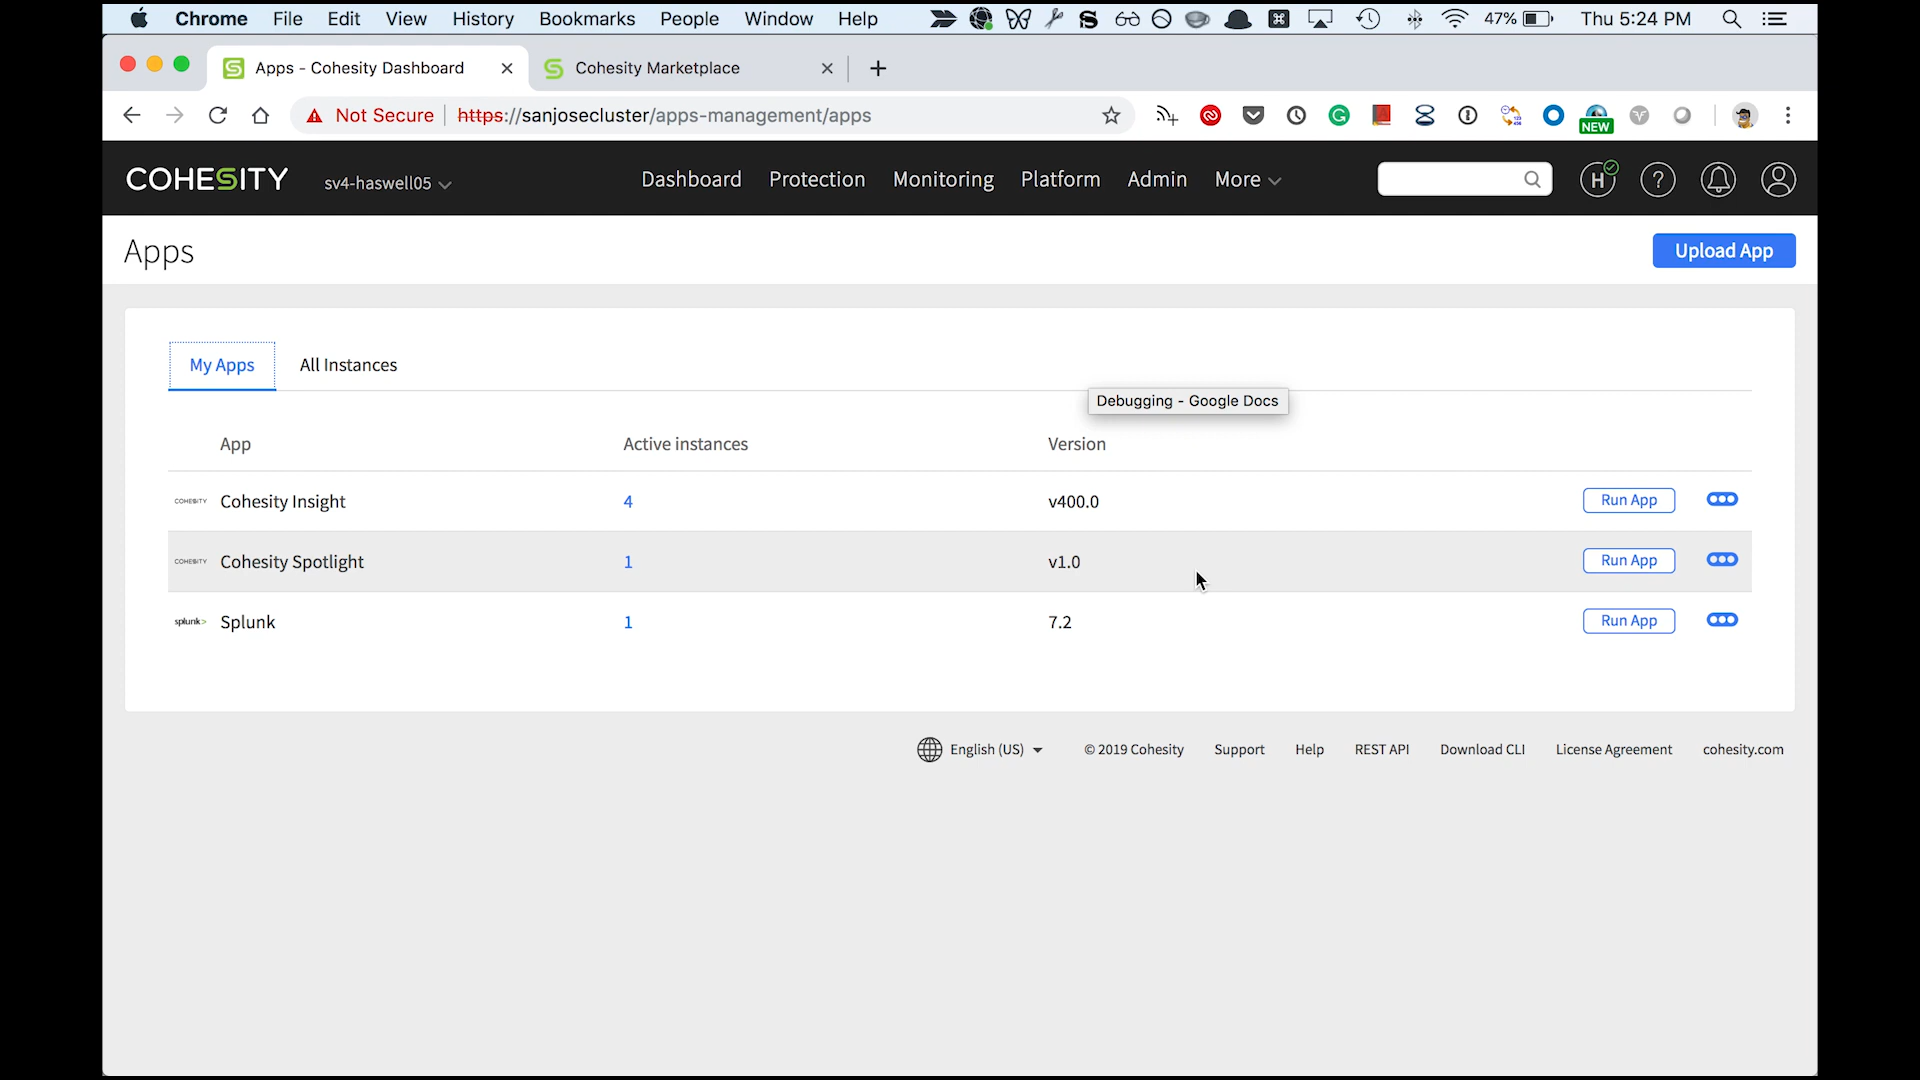 Chrome File Edit View History Bookmarks People Window Help 47% Thu 5:24 PM
Apps - Cohesity Dashboard Cohesity Marketplace
Not Secure https://sanjosecluster/apps-management/apps NEW
COHESITY sv4-haswell05 Dashboard Protection Monitoring Platform Admin More H ?
Apps Upload App
My Apps All Instances
Debugging - Google Docs
App Active instances Version
COHESITY Cohesity Insight 4 v400.0 Run App
COHESITY Cohesity Spotlight 1 v1.0 Run App
splunk> Splunk 1 7.2 Run App
English (US) © 2019 Cohesity Support Help REST API Download CLI License Agreement cohesity.com